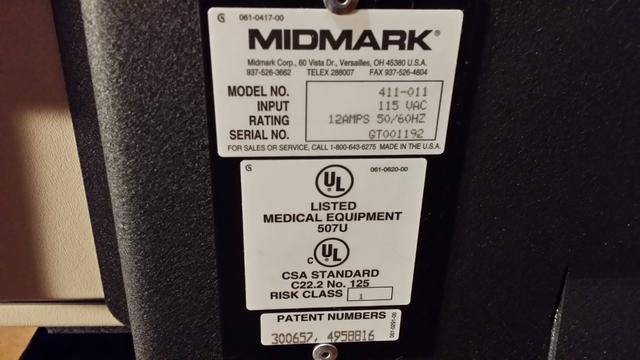 061-0417-00
MIDMARK®
Midmark Corp., 60 Vista Dr., Versailles, OH 45380 U.S.A.
937-526-3662 TELEX 288007 FAX 937-526-4604
MODEL NO. 411-011
INPUT 115 VAC
RATING 12AMPS 50/60HZ
SERIAL NO. GT001192
FOR SALES OR SERVICE, CALL 1-800-643-6275 MADE IN THE U.S.A.
061-0620-00
UL
LISTED
MEDICAL EQUIPMENT
507U
C UL
CSA STANDARD
C22.2 No. 125
RISK CLASS 1
PATENT NUMBERS
300657, 4958816
061-0291-00